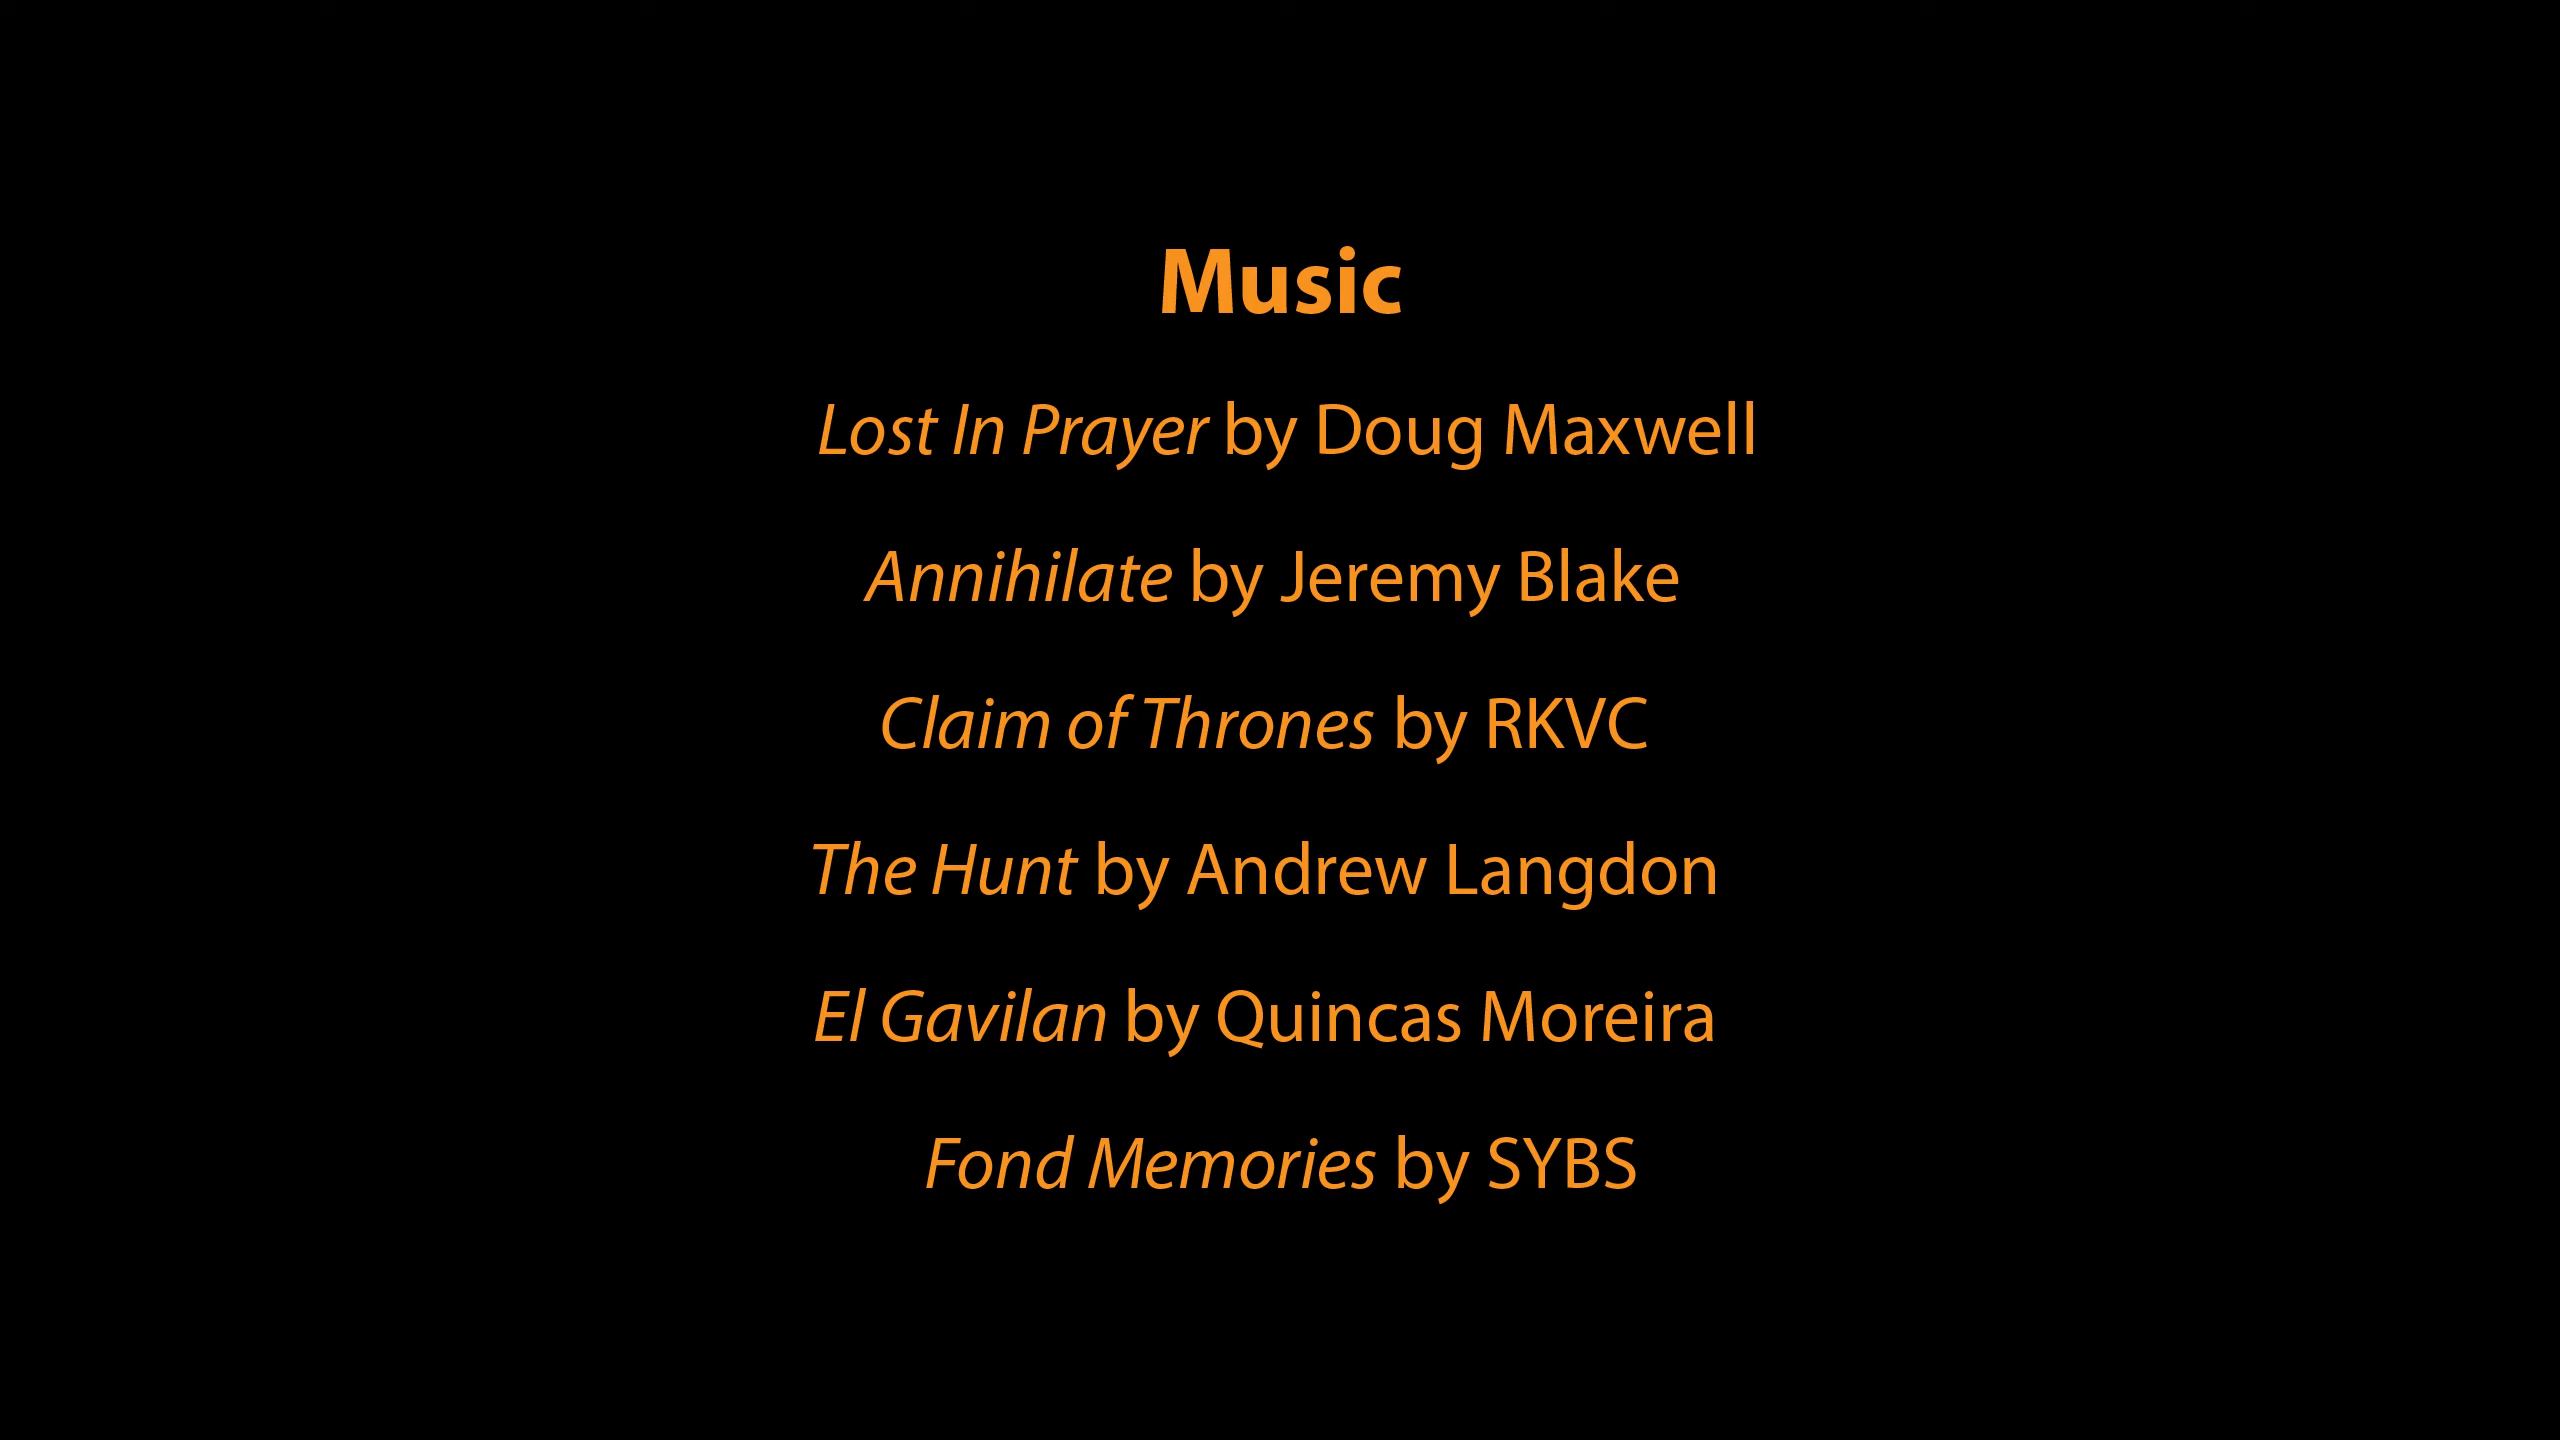 Music
Lost In Prayer by Doug Maxwell
Annihilate by Jeremy Blake
Claim of Thrones by RKVC
The Hunt by Andrew Langdon
El Gavilan by Quincas Moreira
Fond Memories by SYBS